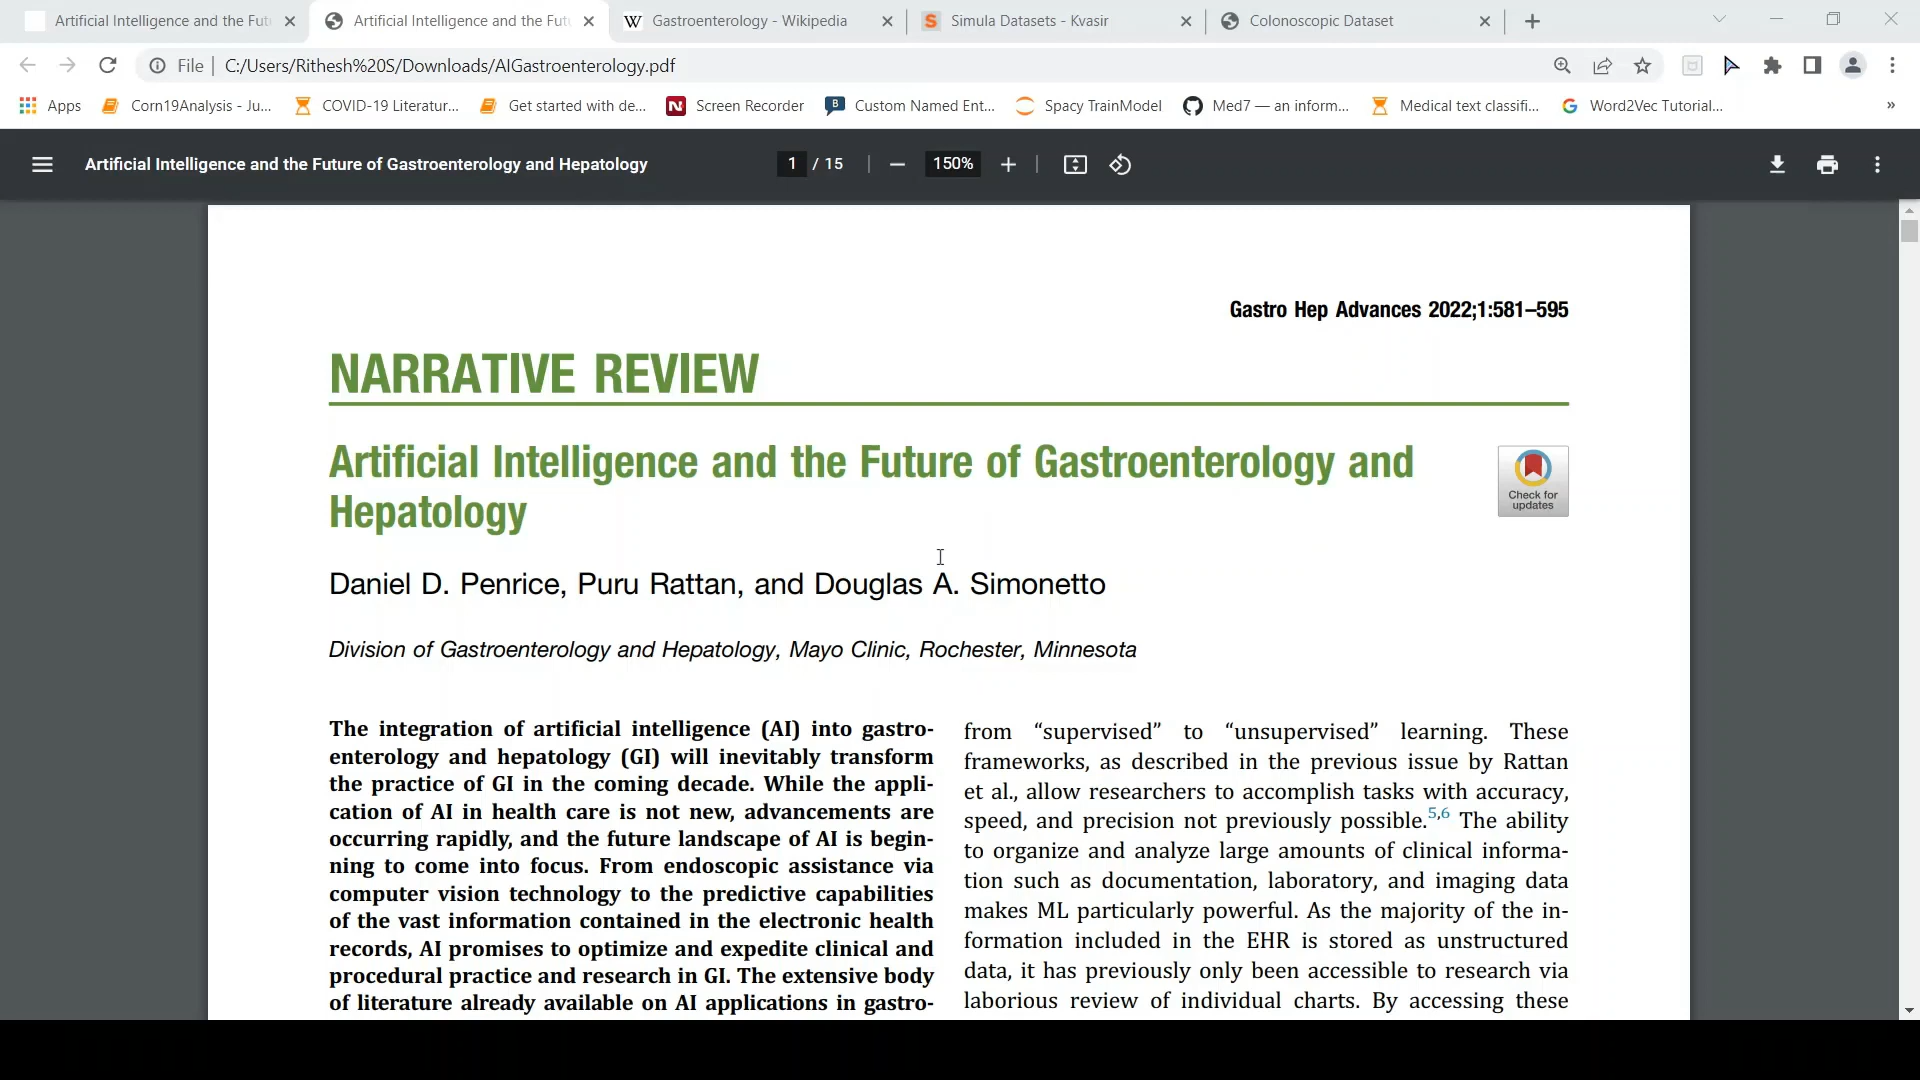 Artificial Intelligence and the Fut
Artificial Intelligence and the Fut
Gastroenterology - Wikipedia
Simula Datasets - Kvasir
Colonoscopic Dataset
File | C:/Users/Rithesh%20S/Downloads/AIGastroenterology.pdf
Apps
Corn19Analysis - Ju...
COVID-19 Literatur...
Get started with de...
Screen Recorder
Custom Named Ent...
Spacy TrainModel
Med7 — an inform...
Medical text classifi...
Word2Vec Tutorial...
»
Artificial Intelligence and the Future of Gastroenterology and Hepatology
1 / 15
150%
Gastro Hep Advances 2022;1:581–595
NARRATIVE REVIEW
Artificial Intelligence and the Future of Gastroenterology and
Hepatology
Check for
updates
Daniel D. Penrice, Puru Rattan, and Douglas A. Simonetto
Division of Gastroenterology and Hepatology, Mayo Clinic, Rochester, Minnesota
The integration of artificial intelligence (AI) into gastro-
enterology and hepatology (GI) will inevitably transform
the practice of GI in the coming decade. While the appli-
cation of AI in health care is not new, advancements are
occurring rapidly, and the future landscape of AI is begin-
ning to come into focus. From endoscopic assistance via
computer vision technology to the predictive capabilities
of the vast information contained in the electronic health
records, AI promises to optimize and expedite clinical and
procedural practice and research in GI. The extensive body
of literature already available on AI applications in gastro-
from “supervised” to “unsupervised” learning. These
frameworks, as described in the previous issue by Rattan
et al., allow researchers to accomplish tasks with accuracy,
speed, and precision not previously possible.5,6 The ability
to organize and analyze large amounts of clinical informa-
tion such as documentation, laboratory, and imaging data
makes ML particularly powerful. As the majority of the in-
formation included in the EHR is stored as unstructured
data, it has previously only been accessible to research via
laborious review of individual charts. By accessing these